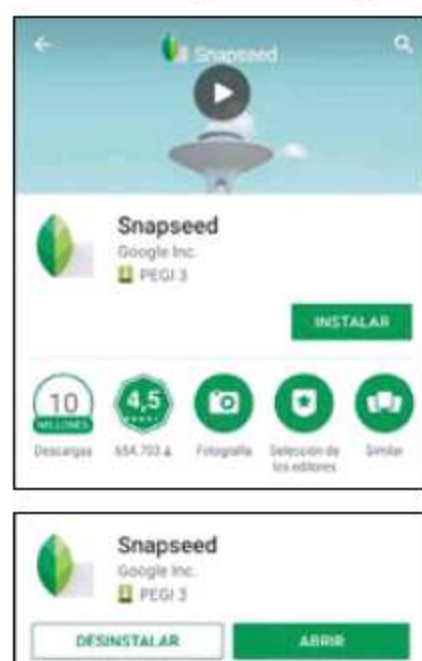 Snapseed
Snapseed
Google Inc.
PEGI 3
INSTALAR
10
MILLONES
4,5
Descargas
654.703
Fotografía
Selección de
los editores
Similar
Snapseed
Google Inc.
PEGI 3
DESINSTALAR
ABRIR